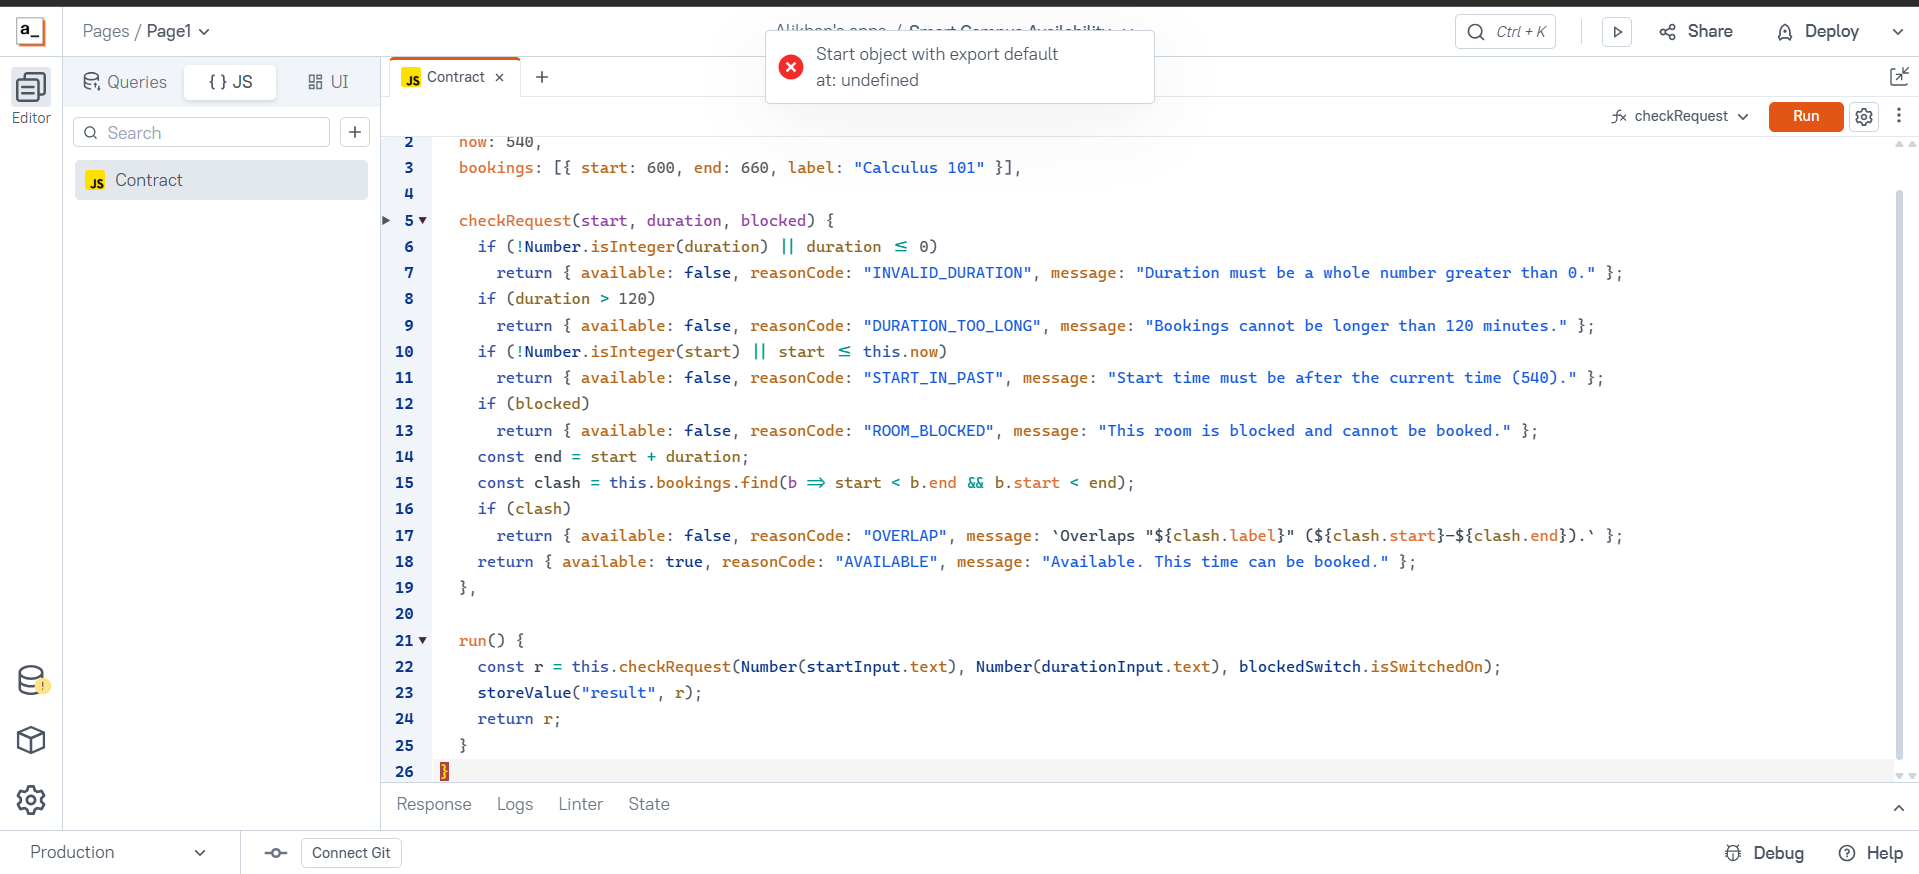 a_
Pages / Page1
Start object with export default
at: undefined
Ctrl + K
Share
Deploy
Editor
Queries
{ } JS
UI
JS Contract
Search
JS Contract
fx checkRequest
Run
2 now: 540,
3 bookings: [{ start: 600, end: 660, label: "Calculus 101" }],
4
5 checkRequest(start, duration, blocked) {
6 if (!Number.isInteger(duration) || duration <= 0)
7 return { available: false, reasonCode: "INVALID_DURATION", message: "Duration must be a whole number greater than 0." };
8 if (duration > 120)
9 return { available: false, reasonCode: "DURATION_TOO_LONG", message: "Bookings cannot be longer than 120 minutes." };
10 if (!Number.isInteger(start) || start <= this.now)
11 return { available: false, reasonCode: "START_IN_PAST", message: "Start time must be after the current time (540)." };
12 if (blocked)
13 return { available: false, reasonCode: "ROOM_BLOCKED", message: "This room is blocked and cannot be booked." };
14 const end = start + duration;
15 const clash = this.bookings.find(b => start < b.end && b.start < end);
16 if (clash)
17 return { available: false, reasonCode: "OVERLAP", message: `Overlaps "${clash.label}" (${clash.start}–${clash.end}).` };
18 return { available: true, reasonCode: "AVAILABLE", message: "Available. This time can be booked." };
19 },
20
21 run() {
22 const r = this.checkRequest(Number(startInput.text), Number(durationInput.text), blockedSwitch.isSwitchedOn);
23 storeValue("result", r);
24 return r;
25 }
26 }
Response
Logs
Linter
State
Production
Connect Git
Debug
Help